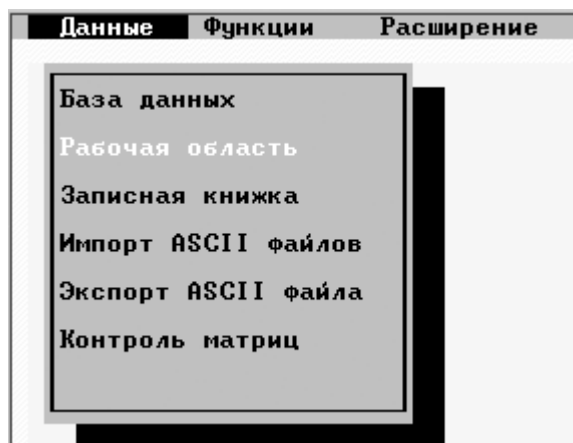 Данные Функции Расширение
База данных
Рабочая область
Записная книжка
Импорт ASCII файлов
Экспорт ASCII файла
Контроль матриц